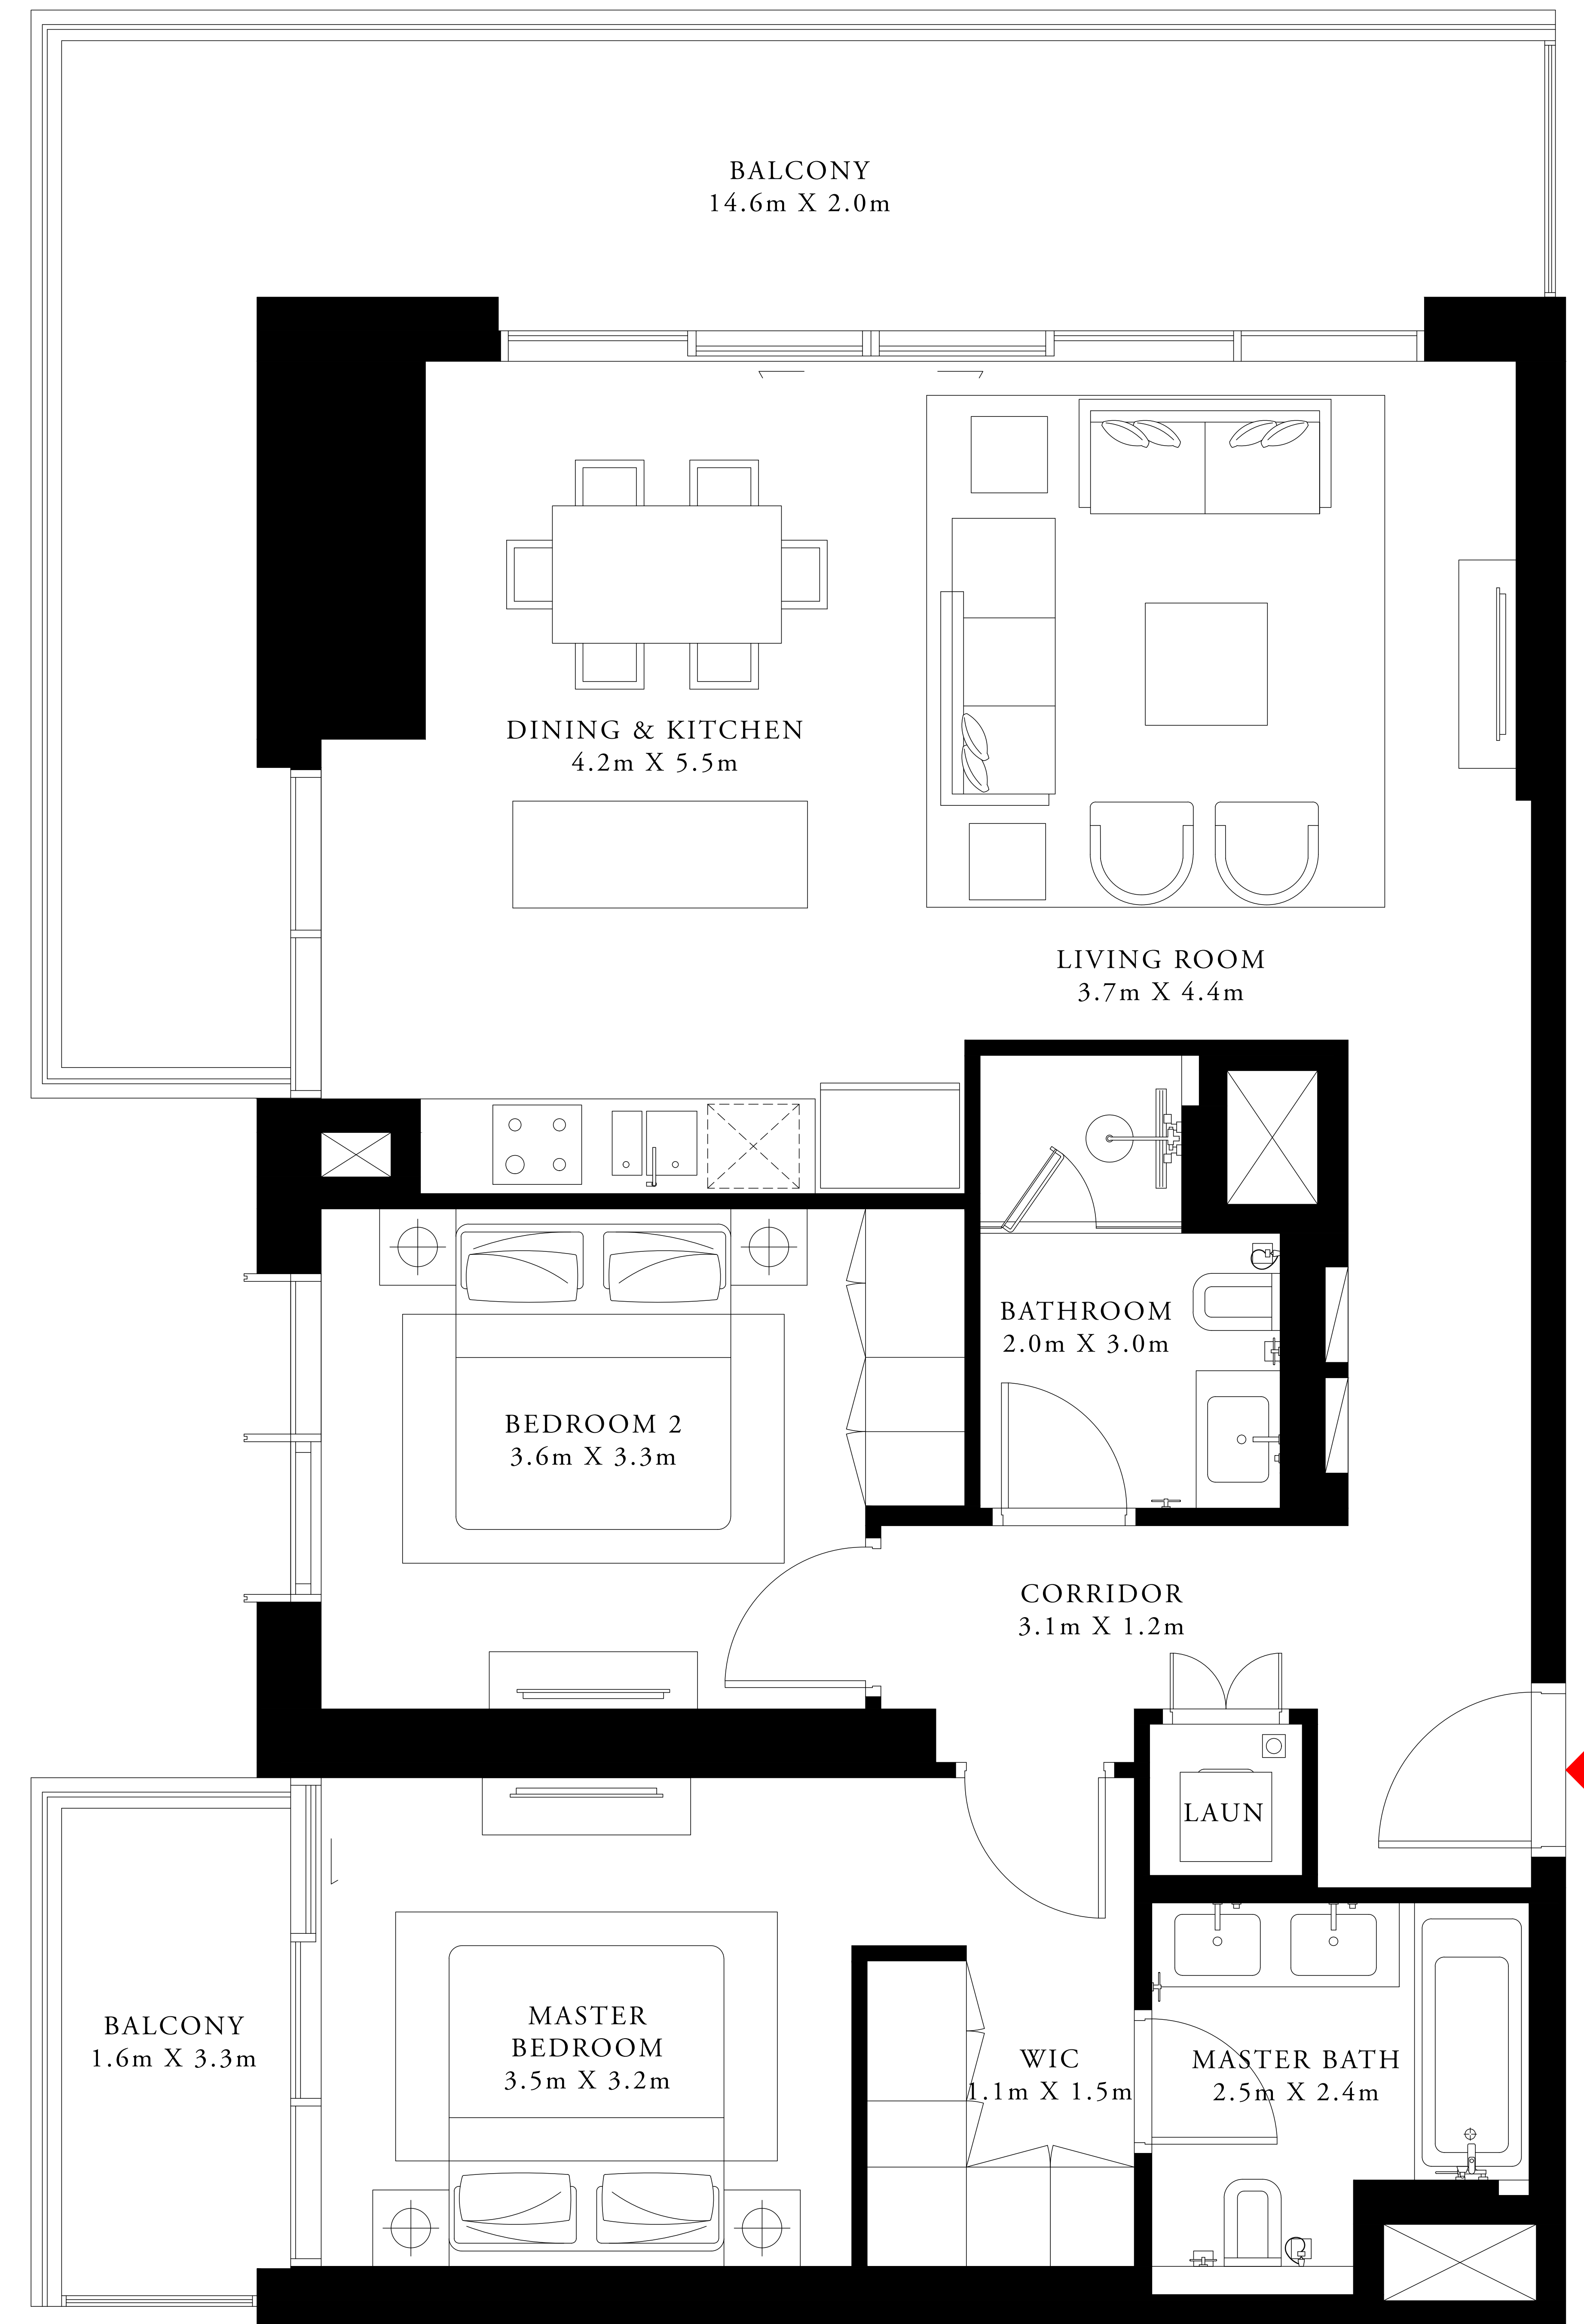 BALCONY
14.6m X 2.0m
DINING & KITCHEN
4.2m X 5.5m
LIVING ROOM
3.7m X 4.4m
BATHROOM
2.0m X 3.0m
BEDROOM 2
3.6m X 3.3m
CORRIDOR
3.1m X 1.2m
LAUN
BALCONY
1.6m X 3.3m
MASTER
BEDROOM
3.5m X 3.2m
WIC
1.1m X 1.5m
MASTER BATH
2.5m X 2.4m